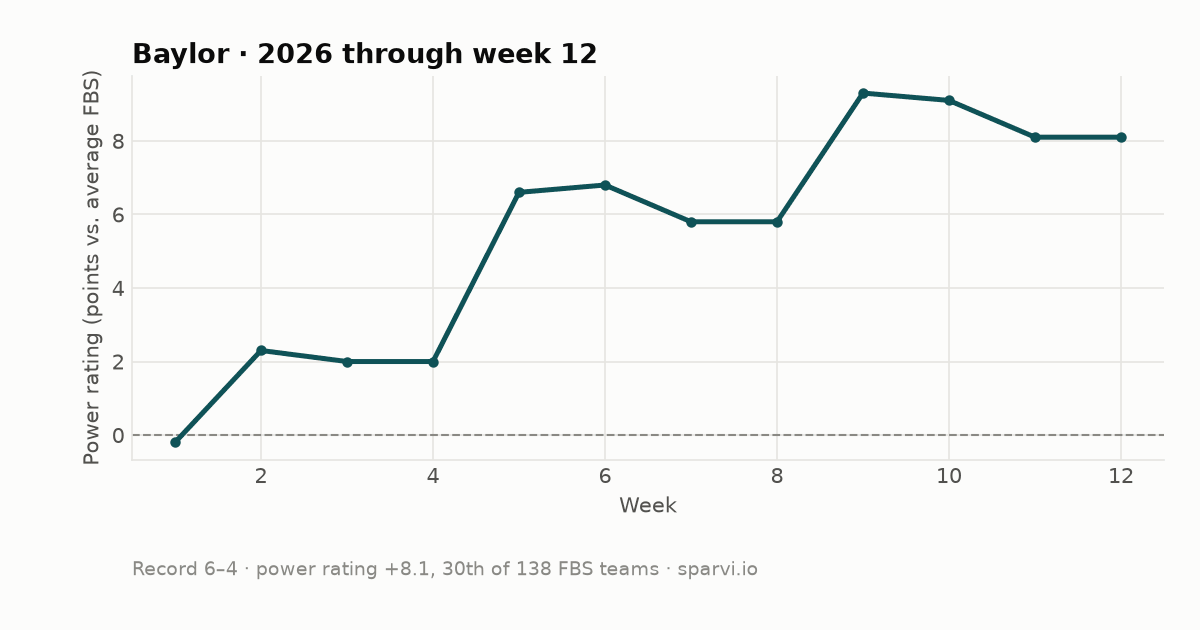 Baylor · 2026 through week 12
Power rating (points vs. average FBS)
8
6
4
2
0
2 4 6 8 10 12
Week
Record 6–4 · power rating +8.1, 30th of 138 FBS teams · sparvi.io